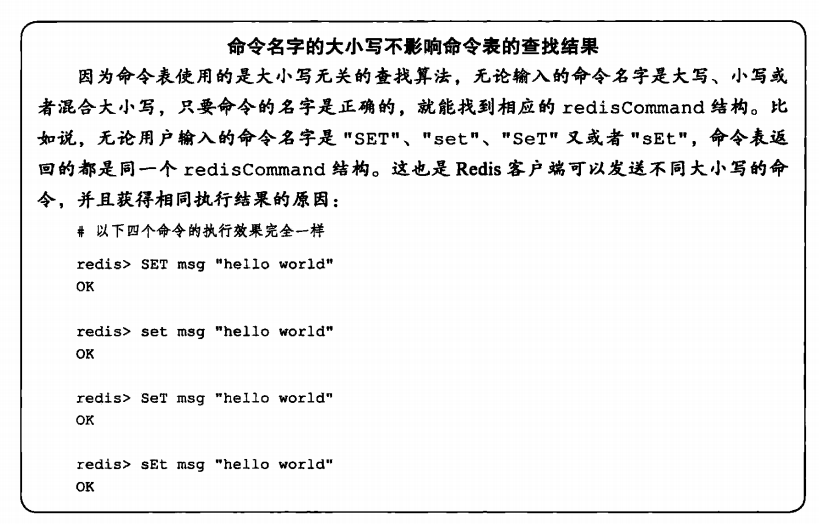 命令名字的大小写不影响命令表的查找结果
因为命令表使用的是大小写无关的查找算法，无论输入的命令名字是大写、小写或
者混合大小写，只要命令的名字是正确的，就能找到相应的 redisCommand 结构。比
如说，无论用户输入的命令名字是 "SET"、"set"、"SeT" 又或者 "sEt"，命令表返
回的都是同一个 redisCommand 结构。这也是 Redis 客户端可以发送不同大小写的命
令，并且获得相同执行结果的原因：
# 以下四个命令的执行效果完全一样
redis> SET msg "hello world"
OK
redis> set msg "hello world"
OK
redis> SeT msg "hello world"
OK
redis> sEt msg "hello world"
OK